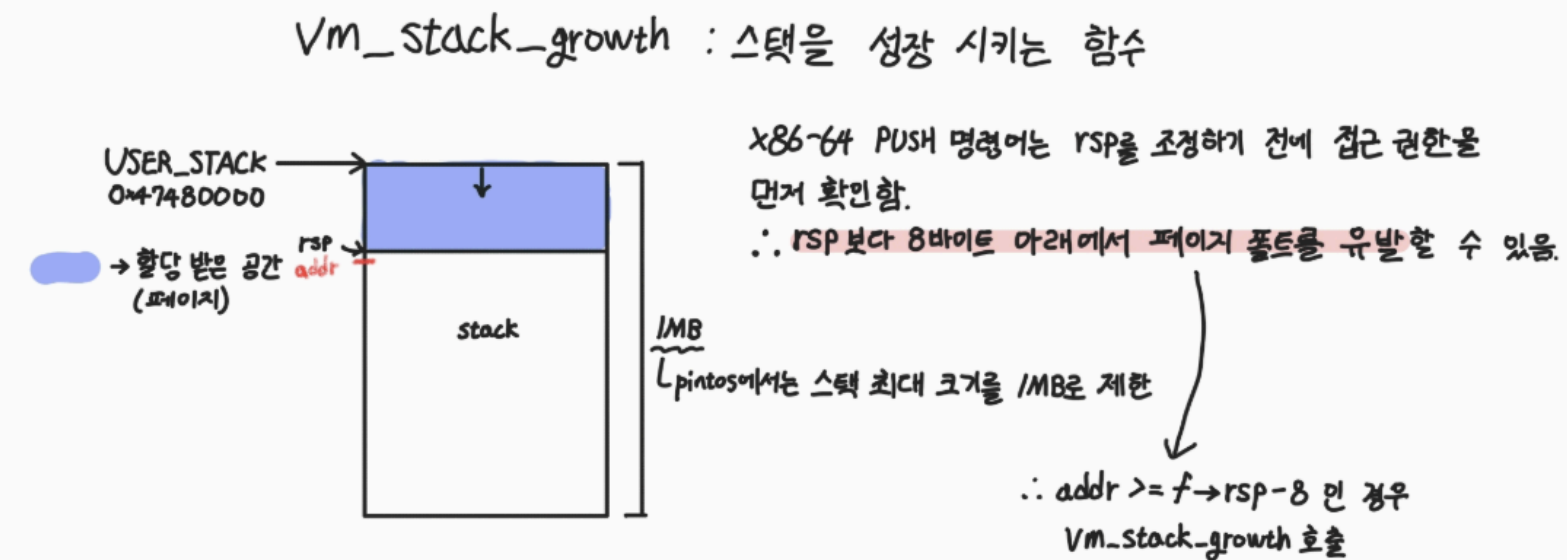 Vm_stack_growth : 스택을 성장 시키는 함수
x86-64 PUSH 명령어는 rsp를 조정하기 전에 접근 권한을
먼저 확인함.
∴ rsp 보다 8바이트 아래에서 페이지 폴트를 유발할 수 있음.
USER_STACK
0x47480000
rsp
addr
→ 할당 받은 공간
(페이지)
stack
1MB
pintos에서는 스택 최대 크기를 1MB로 제한
∴ addr >= f→rsp-8 인 경우
Vm_stack_growth 호출